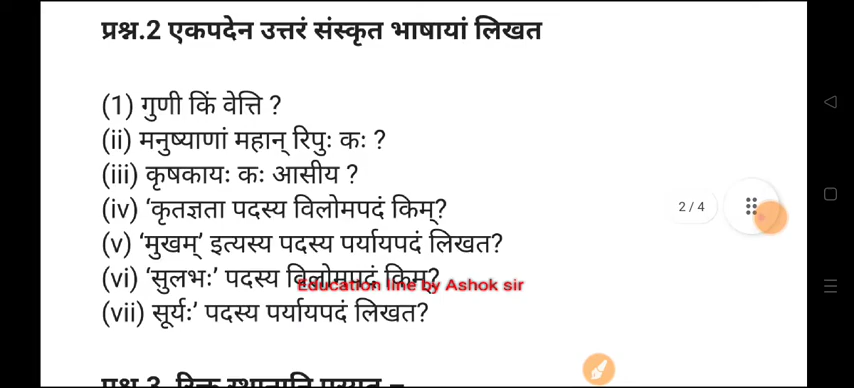 प्रश्न.2 एकपदेन उत्तरं संस्कृत भाषायां लिखत
(1) गुणी किं वेत्ति ?
(ii) मनुष्याणां महान् रिपुः कः ?
(iii) कृषकायः कः आसीय ?
(iv) ‘कृतज्ञता पदस्य विलोमपदं किम्?
2 / 4
(v) ‘मुखम्’ इत्यस्य पदस्य पर्यायपदं लिखत?
(vi) ‘सुलभः’ पदस्य विलोमपदं किम्?
Education line by Ashok sir
(vii) सूर्यः’ पदस्य पर्यायपदं लिखत?